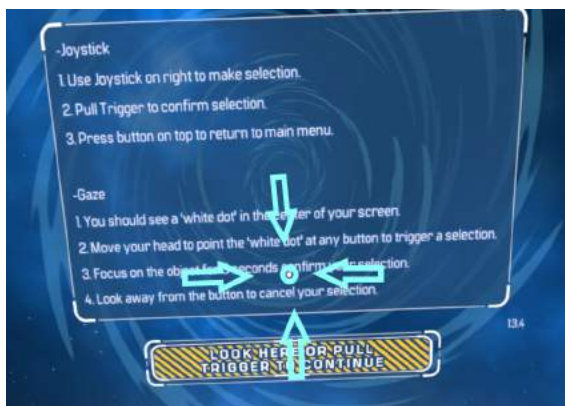 -Joystick
1. Use Joystick on right to make selection.
2. Pull Trigger to confirm selection.
3. Press button on top to return to main menu.
-Gaze
1. You should see a 'white dot' in the center of your screen.
2. Move your head to point the 'white dot' at any button to trigger a selection.
3. Focus on the object for seconds confirm your selection.
4. Look away from the button to cancel your selection.
13.4
LOOK HERE OR PULL
TRIGGER TO CONTINUE